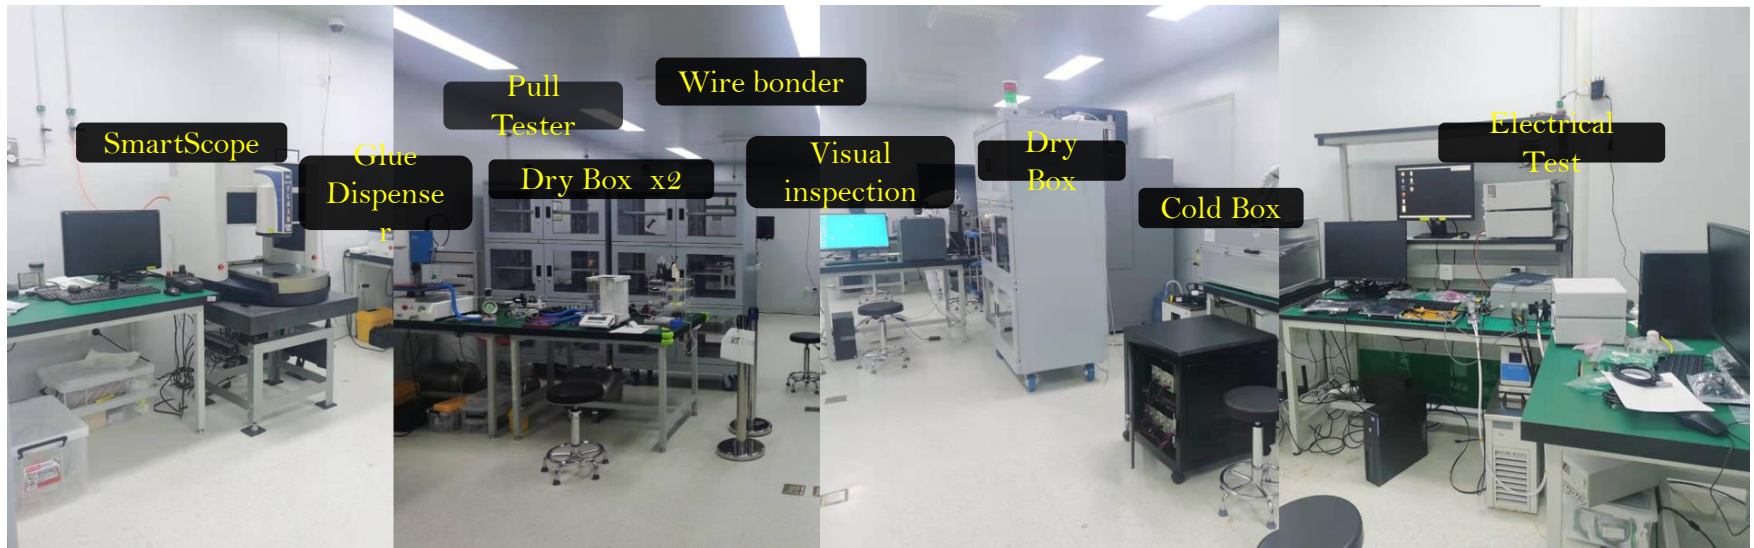 SmartScope
Glue
Dispense
r
Pull
Tester
Dry Box x2
Wire bonder
Visual
inspection
Dry
Box
Cold Box
Electrical
Test